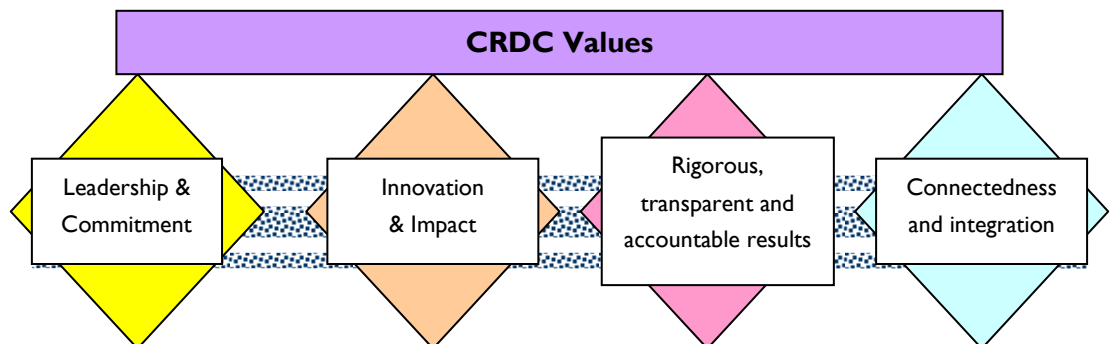 CRDC Values
Leadership &
Commitment
Innovation
& Impact
Rigorous,
transparent and
accountable results
Connectedness
and integration